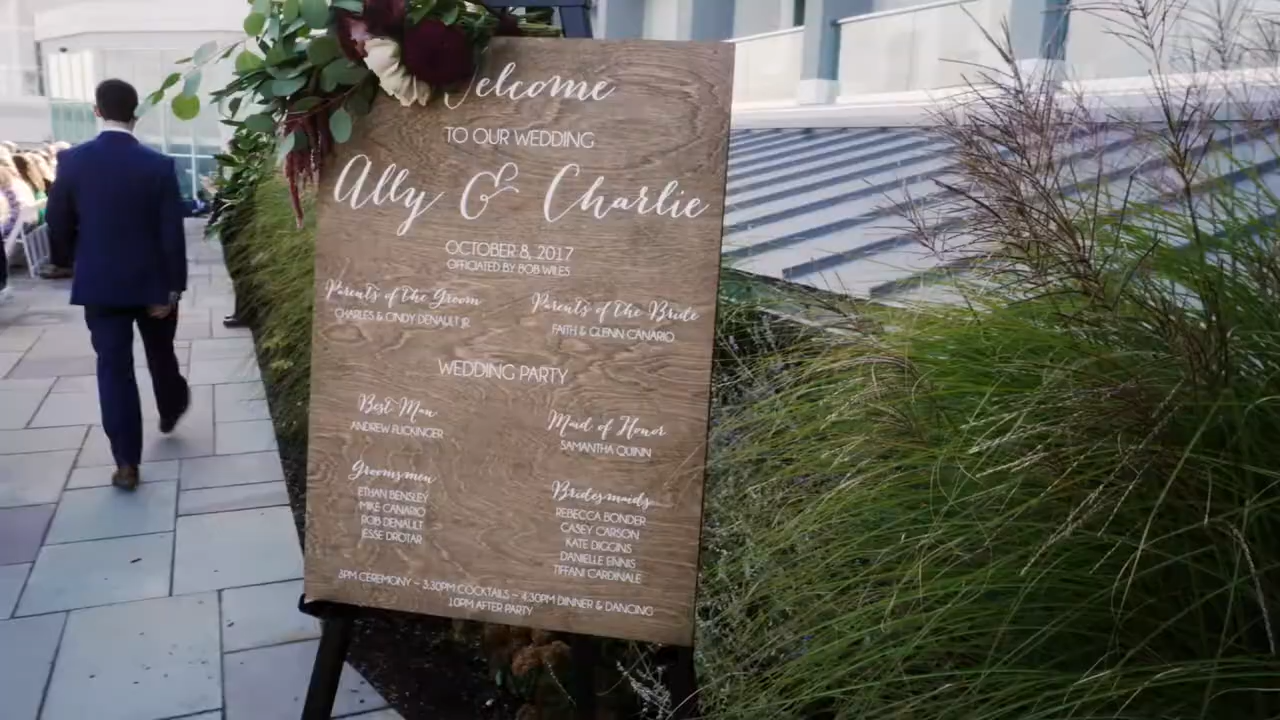 Welcome
TO OUR WEDDING
Ally & Charlie
OCTOBER 8, 2017
OFFICIATED BY BOB WILES
Parents of the Groom
CHARLES & CINDY DENAULT JR.
Parents of the Bride
FAITH & GLENN CANARIO
WEDDING PARTY
Best Man
ANDREW FLICKINGER
Maid of Honor
SAMANTHA QUINN
Groomsmen
ETHAN BENSLEY
MIKE CANARIO
ROB DENAULT
JESSE DROTAR
Bridesmaids
REBECCA BONDER
CASEY CARSON
KATE DIGGINS
DANIELLE ENNIS
TIFFANI CARDINALE
3PM CEREMONY ~ 3:30PM COCKTAILS ~ 4:30PM DINNER & DANCING
10PM AFTER PARTY